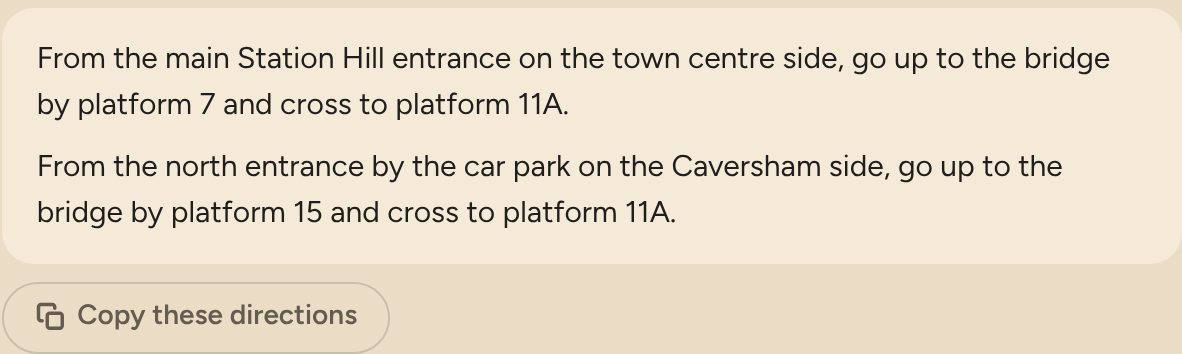 From the main Station Hill entrance on the town centre side, go up to the bridge
by platform 7 and cross to platform 11A.
From the north entrance by the car park on the Caversham side, go up to the
bridge by platform 15 and cross to platform 11A.
Copy these directions